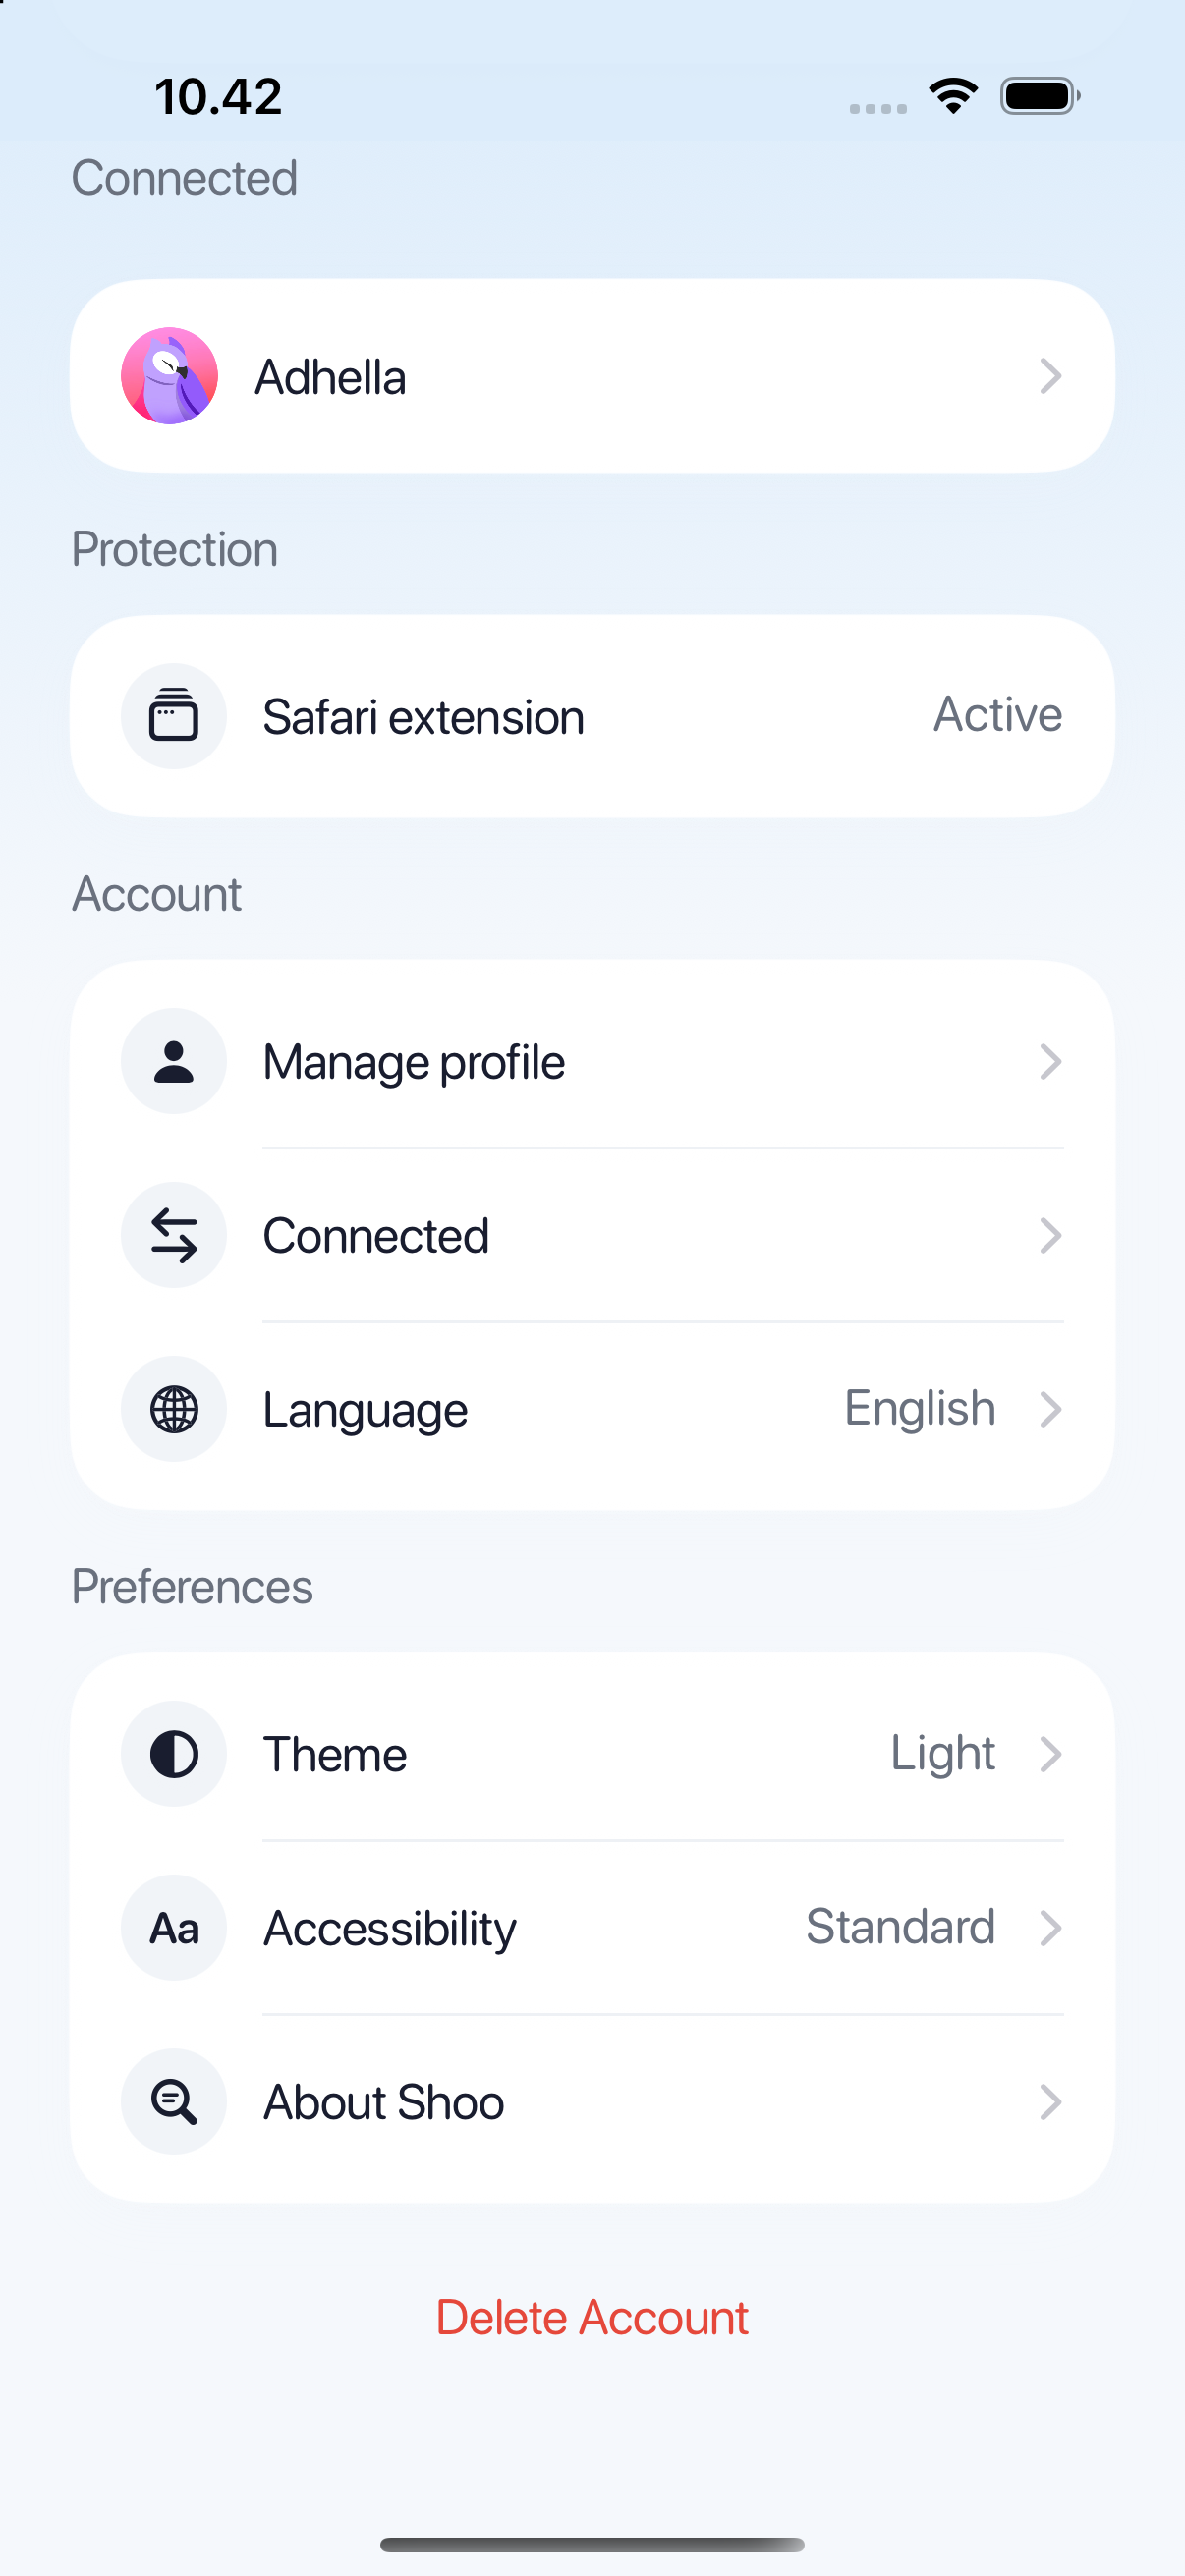 10.42
Connected
Adhella
Protection
Safari extension Active
Account
Manage profile
Connected
Language English
Preferences
Theme Light
Aa Accessibility Standard
About Shoo
Delete Account